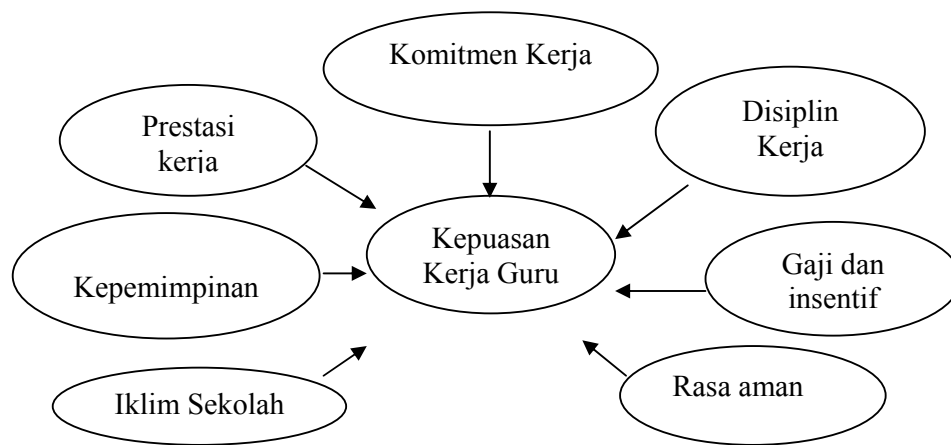 Komitmen Kerja
Prestasi
kerja
Disiplin
Kerja
Kepuasan
Kerja Guru
Kepemimpinan
Gaji dan
insentif
Iklim Sekolah
Rasa aman